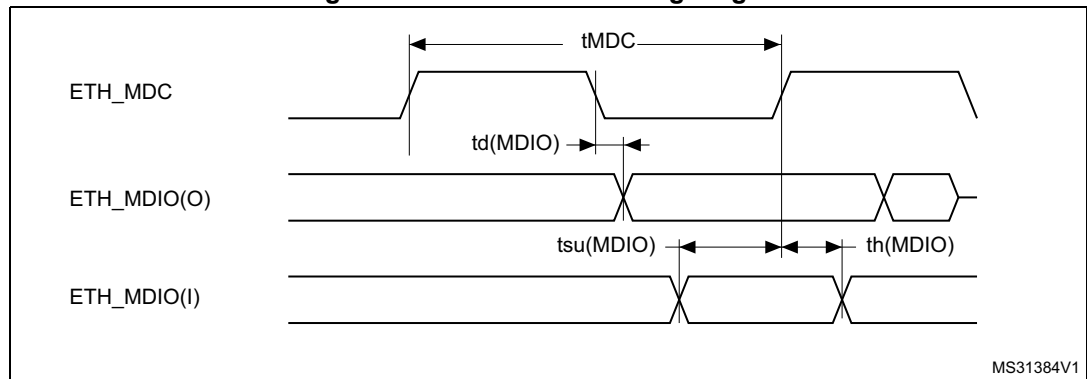 tMDC
ETH_MDC
td(MDIO)
ETH_MDIO(O)
tsu(MDIO) th(MDIO)
ETH_MDIO(I)
MS31384V1